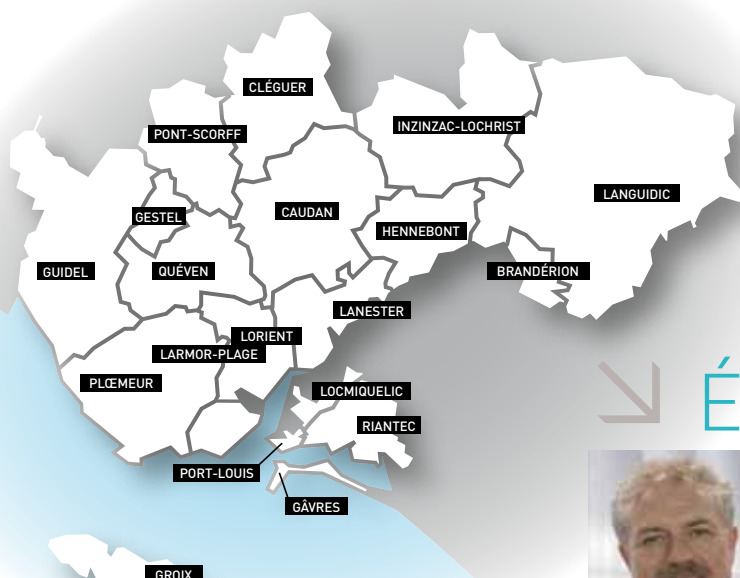 CLÉGUER
INZINZAC-LOCHRIST
PONT-SCORFF
LANGUIDIC
CAUDAN
GESTEL
HENNEBONT
GUIDEL
QUÉVEN
BRANDÉRION
LANESTER
LORIENT
LARMOR-PLAGE
PLŒMEUR
LOCMIQUELIC
É
RIANTEC
PORT-LOUIS
GÂVRES
GROIX